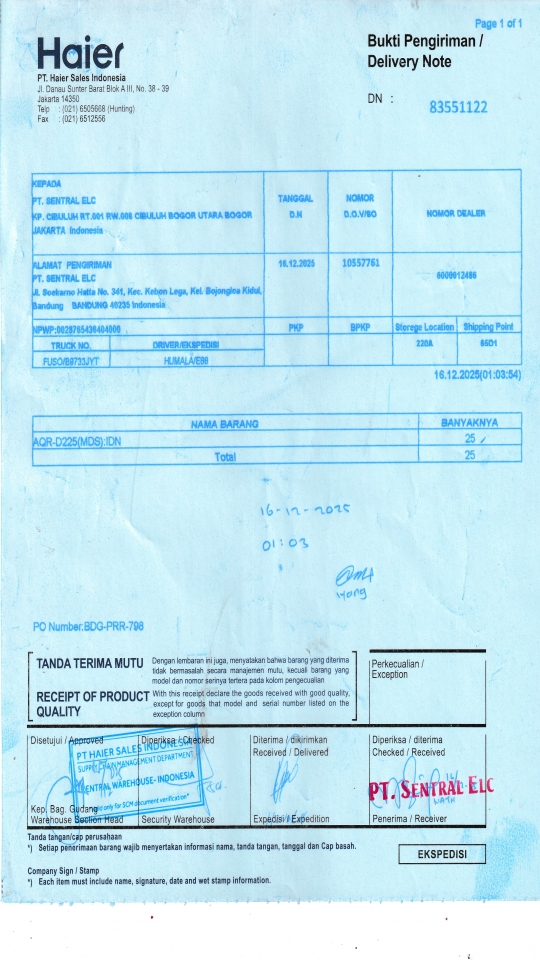 Page 1 of 1
Haier
Bukti Pengiriman /
Delivery Note
PT. Haier Sales Indonesia
Jl. Danau Sunter Barat Blok A III, No. 38 - 39
Jakarta 14350
Telp : (021) 6505668 (Hunting)
Fax : (021) 6512556
DN : 83551122
KEPADA
PT. SENTRAL ELC
KP. CIBULUH RT.001 RW.008 CIBULUH BOGOR UTARA BOGOR
JAKARTA Indonesia
TANGGAL
D.N
NOMOR
D.O.V/SO
NOMOR DEALER
ALAMAT PENGIRIMAN
PT. SENTRAL ELC
Jl. Soekarno Hatta No. 341, Kec. Kebon Lega, Kel. Bojongloa Kidul,
Bandung BANDUNG 40235 Indonesia
16.12.2025
10557761
6000012486
NPWP:0028765436404000
PKP
BPKP
Storege Location
Shipping Point
TRUCK NO.
DRIVER/EKSPEDISI
220A
6501
FUSO/B9733JYT
HUMALA/E99
16.12.2025(01:03:54)
NAMA BARANG
BANYAKNYA
AQR-D225(MDS):IDN
25
Total
25
16-12-2025
01:03
PO Number:BDG-PRR-798
TANDA TERIMA MUTU
Dengan lembaran ini juga, menyatakan bahwa barang yang diterima
tidak bermasalah secara manajemen mutu, kecuali barang yang
model dan nomor serinya tertera pada kolom pengecualian
RECEIPT OF PRODUCT
QUALITY
With this receipt declare the goods received with good quality,
except for goods that model and serial number listed on the
exception column
Perkecualian /
Exception
Disetujui / Approved
Diperiksa / Checked
Diterima / dikirimkan
Received / Delivered
Diperiksa / diterima
Checked / Received
PT HAIER SALES INDONESIA
SUPPLY CHAIN MANAGLMENT DEPARTMENT
CENTRAL WAREHOUSE- INDONESIA
only for SCM document verification*
PT. SENTRAL ELC
Kep. Bag. Gudang
Warehouse Section Head
Security Warehouse
Expedisi / Expedition
Penerima / Receiver
Tanda tangan/cap perusahaan
*) Setiap penerimaan barang wajib menyertakan informasi nama, tanda tangan, tanggal dan Cap basah.
EKSPEDISI
Company Sign / Stamp
*) Each item must include name, signature, date and wet stamp information.